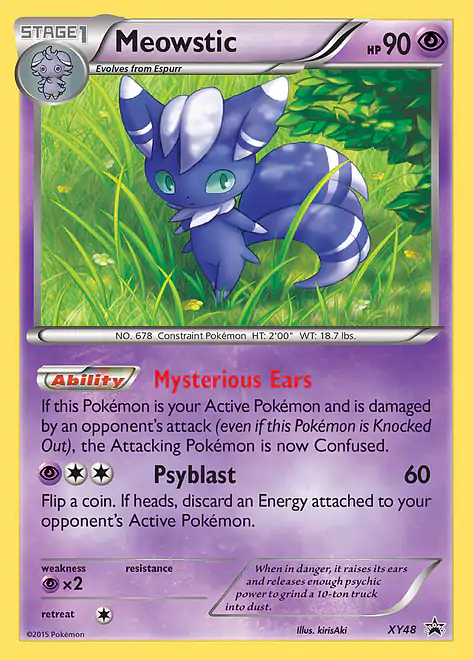 STAGE1
Meowstic
HP 90
Evolves from Espurr
NO. 678 Constraint Pokémon HT: 2'00" WT: 18.7 lbs.
Ability Mysterious Ears
If this Pokémon is your Active Pokémon and is damaged
by an opponent's attack (even if this Pokémon is Knocked
Out), the Attacking Pokémon is now Confused.
Psyblast 60
Flip a coin. If heads, discard an Energy attached to your
opponent's Active Pokémon.
weakness resistance
×2
retreat
When in danger, it raises its ears
and releases enough psychic
power to grind a 10-ton truck
into dust.
©2015 Pokémon Illus. kirisAki XY48